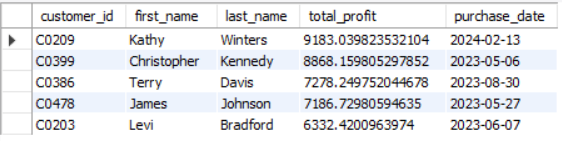 customer_id first_name last_name total_profit purchase_date
C0209 Kathy Winters 9183.039823532104 2024-02-13
C0399 Christopher Kennedy 8868.159805297852 2023-05-06
C0386 Terry Davis 7278.249752044678 2023-08-30
C0478 James Johnson 7186.72980594635 2023-05-27
C0203 Levi Bradford 6332.4200963974 2023-06-07